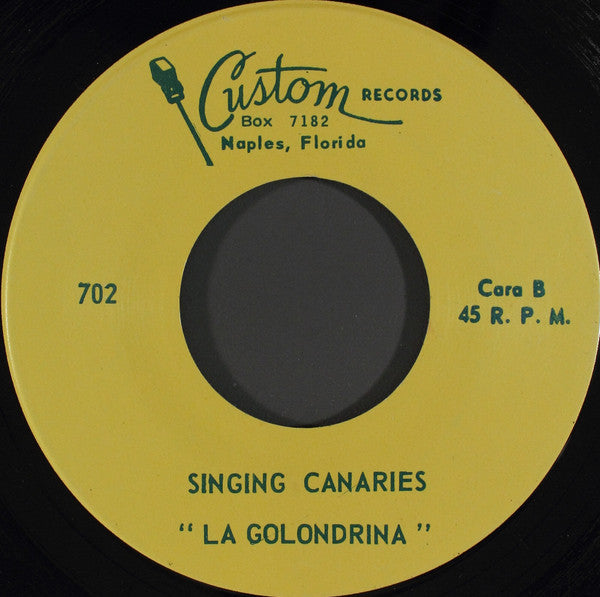 Custom RECORDS
Box 7182
Naples, Florida
702
Cara B
45 R. P. M.
SINGING CANARIES
"LA GOLONDRINA"